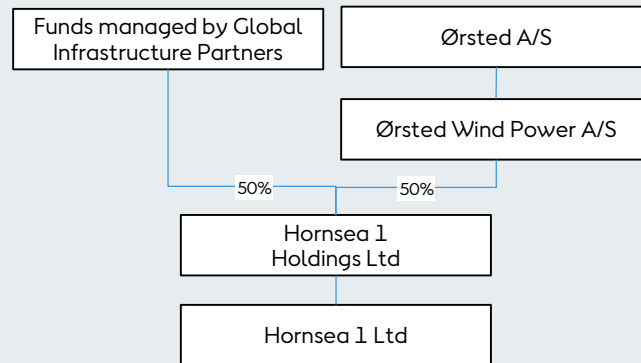 Funds managed by Global
Infrastructure Partners
Ørsted A/S
Ørsted Wind Power A/S
50%
50%
Hornsea 1
Holdings Ltd
Hornsea 1 Ltd